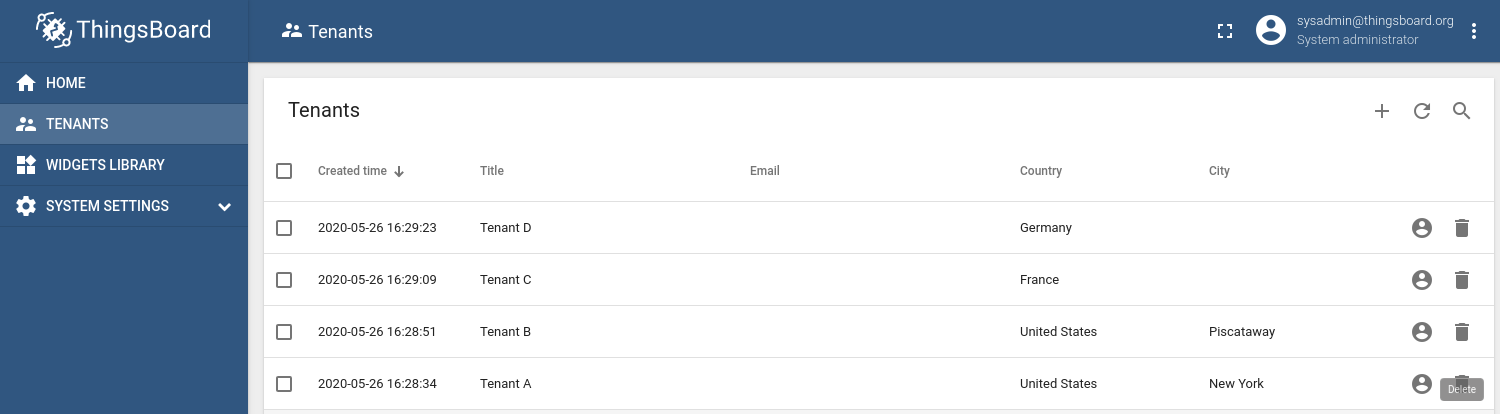 ThingsBoard
Tenants
sysadmin@thingsboard.org
System administrator
HOME
TENANTS
WIDGETS LIBRARY
SYSTEM SETTINGS
Tenants
Created time Title Email Country City
2020-05-26 16:29:23 Tenant D Germany
2020-05-26 16:29:09 Tenant C France
2020-05-26 16:28:51 Tenant B United States Piscataway
2020-05-26 16:28:34 Tenant A United States New York
Delete